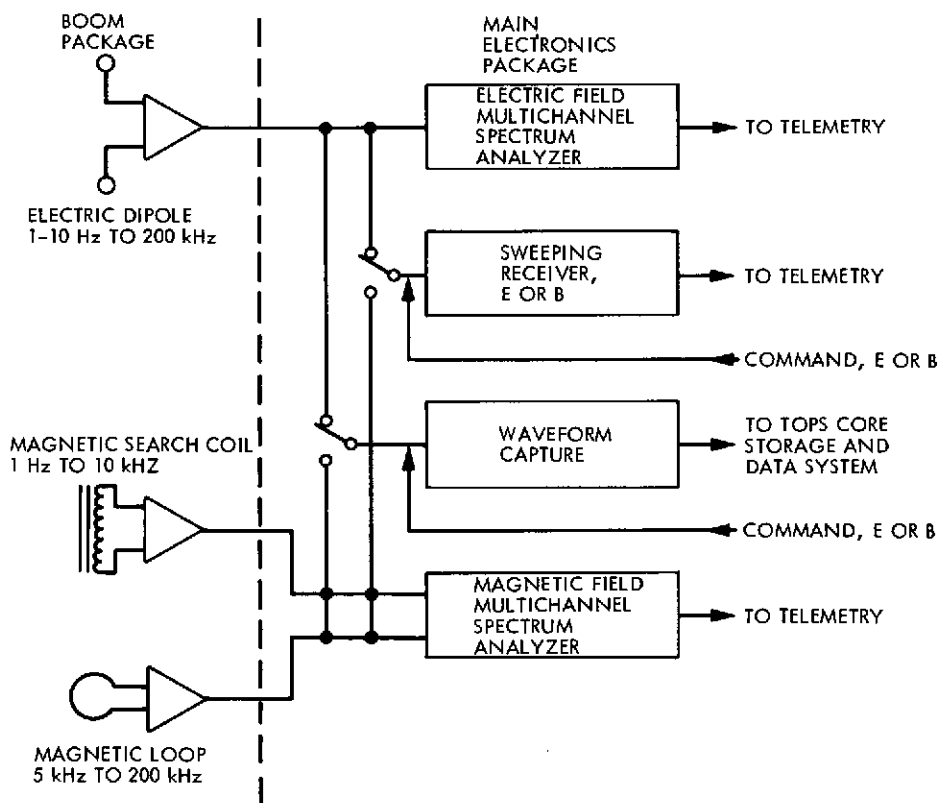 BOOM
PACKAGE
MAIN
ELECTRONICS
PACKAGE
ELECTRIC FIELD
MULTICHANNEL
SPECTRUM
ANALYZER
TO TELEMETRY
ELECTRIC DIPOLE
1-10 Hz TO 200 kHz
SWEEPING
RECEIVER,
E OR B
TO TELEMETRY
COMMAND, E OR B
MAGNETIC SEARCH COIL
1 Hz TO 10 kHZ
WAVEFORM
CAPTURE
TO TOPS CORE
STORAGE AND
DATA SYSTEM
COMMAND, E OR B
MAGNETIC FIELD
MULTICHANNEL
SPECTRUM
ANALYZER
TO TELEMETRY
MAGNETIC LOOP
5 kHz TO 200 kHz